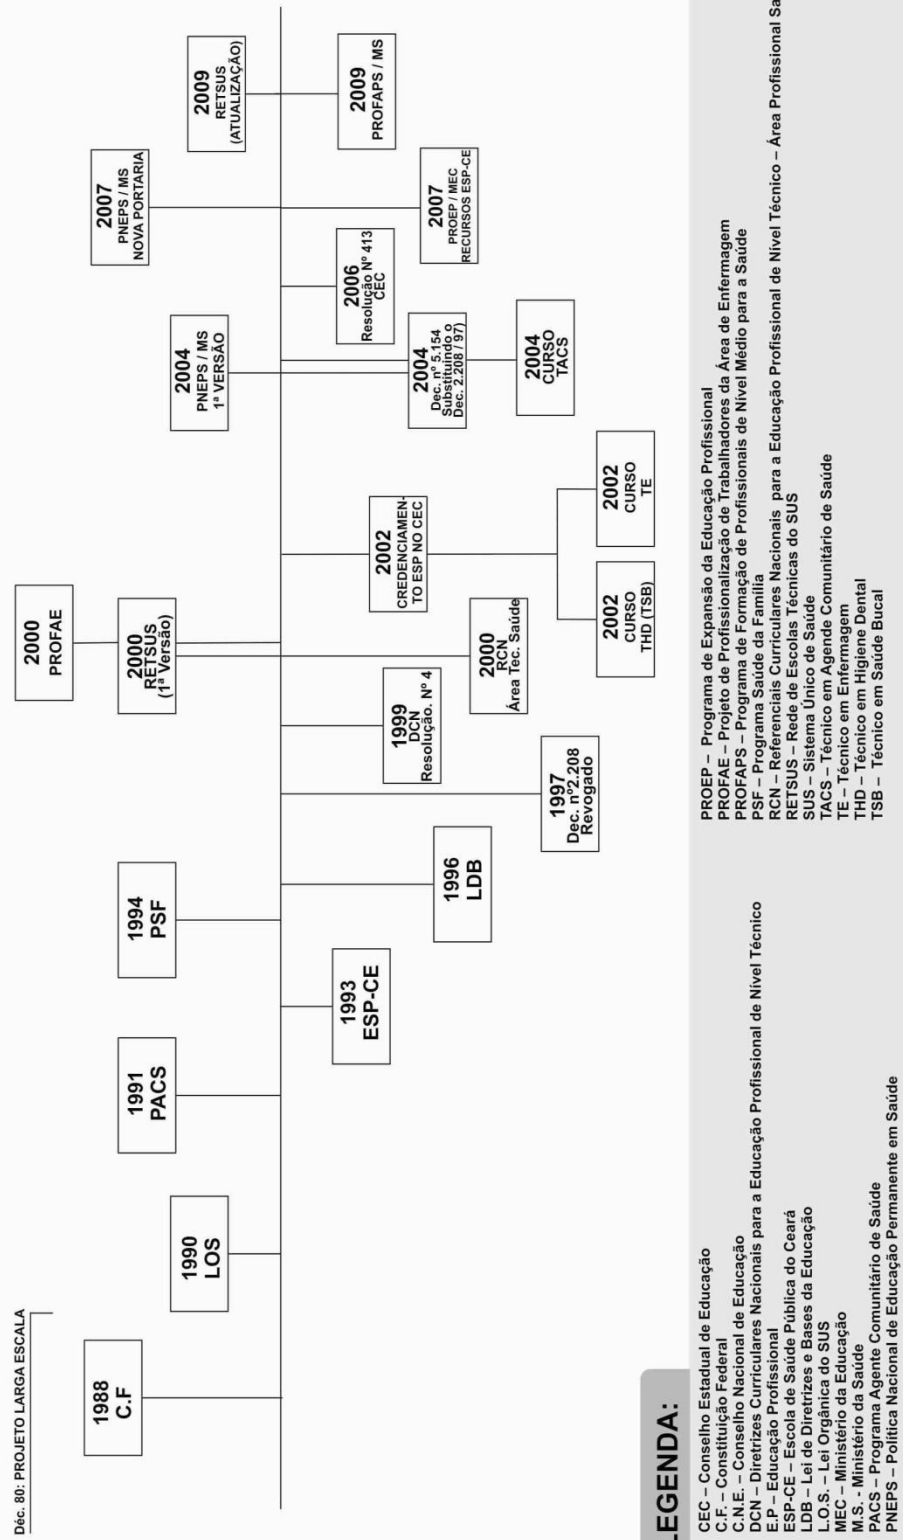 Déc. 80: PROJETO LARGA ESCALA
1988
C.F
1990
LOS
1991
PACS
1993
ESP-CE
1994
PSF
1996
LDB
1997
Dec. nº2.208
Revogado
1999
DCN
Resolução. Nº 4
2000
PROFAE
2000
RETSUS
(1ª Versão)
2000
RCN
Área Tec. Saúde
2002
CREDENCIAMEN-
TO ESP NO CEC
2002
CURSO
THD (TSB)
2002
CURSO
TE
2004
PNEPS / MS
1ª VERSÃO
2004
Dec. nº 5.154
Substituindo o
Dec. 2.208 / 97)
2004
CURSO
TACS
2006
Resolução Nº 413
CEC
2007
PNEPS / MS
NOVA PORTARIA
2007
PROEP / MEC
RECURSOS ESP-CE
2009
RETSUS
(ATUALIZAÇÃO)
2009
PROFAPS / MS
LEGENDA:
CEC – Conselho Estadual de Educação
C.F. – Constituição Federal
C.N.E. – Conselho Nacional de Educação
DCN – Diretrizes Curriculares Nacionais para a Educação Profissional de Nível Técnico
E.P – Educação Profissional
ESP-CE – Escola de Saúde Pública do Ceará
LDB – Lei de Diretrizes e Bases da Educação
L.O.S. – Lei Orgânica do SUS
MEC – Ministério da Educação
M.S. - Ministério da Saúde
PACS – Programa Agente Comunitário de Saúde
PNEPS – Política Nacional de Educação Permanente em Saúde
PROEP – Programa de Expansão da Educação Profissional
PROFAE – Projeto de Profissionalização de Trabalhadores da Área de Enfermagem
PROFAPS – Programa de Formação de Profissionais de Nível Médio para a Saúde
PSF – Programa Saúde da Família
RCN – Referenciais Curriculares Nacionais para a Educação Profissional de Nível Técnico – Área Profissional Sa
RETSUS – Rede de Escolas Técnicas do SUS
SUS – Sistema Único de Saúde
TACS – Técnico em Agende Comunitário de Saúde
TE – Técnico em Enfermagem
THD – Técnico em Higiene Dental
TSB – Técnico em Saúde Bucal